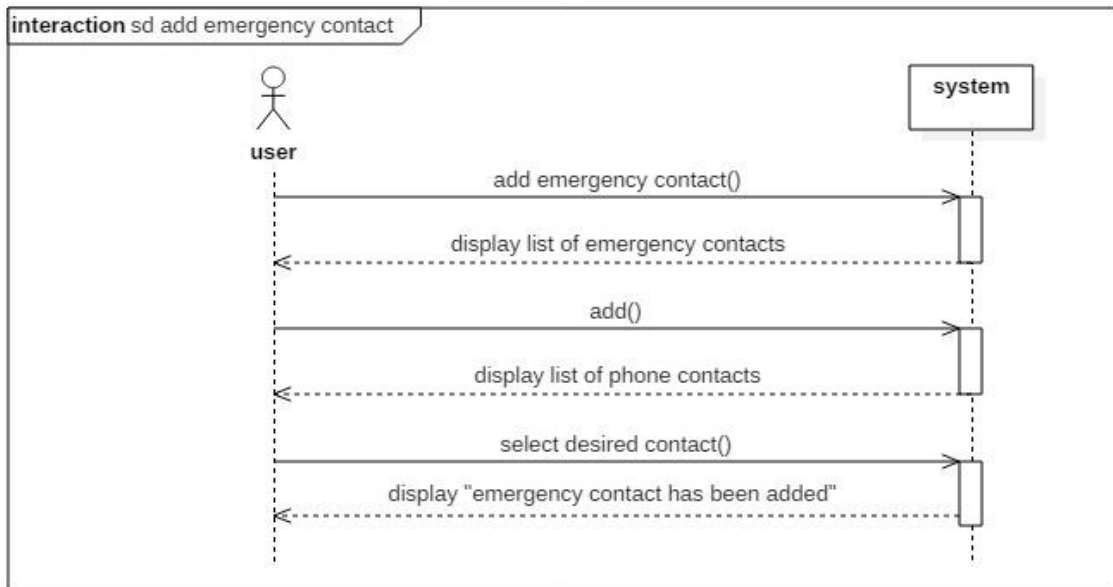 interaction sd add emergency contact
system
user
add emergency contact()
display list of emergency contacts
add()
display list of phone contacts
select desired contact()
display "emergency contact has been added"